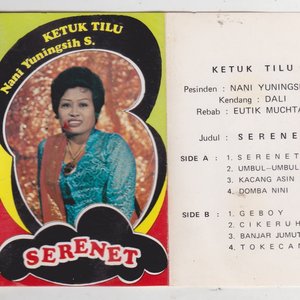 KETUK TILU
Nani Yuningsih S.
SERENET
KETUK TILU
Pesinden : NANI YUNINGS
Kendang : DALI
Rebab : EUTIK MUCHTA
Judul : SERENE
SIDE A : 1. SERENET
2. UMBUL-UMBUL
3. KACANG ASIN
4. DOMBA NINI
SIDE B : 1. GEBOY
2. CIKERUH
3. BANJAR JUMUT
4. TOKECAN